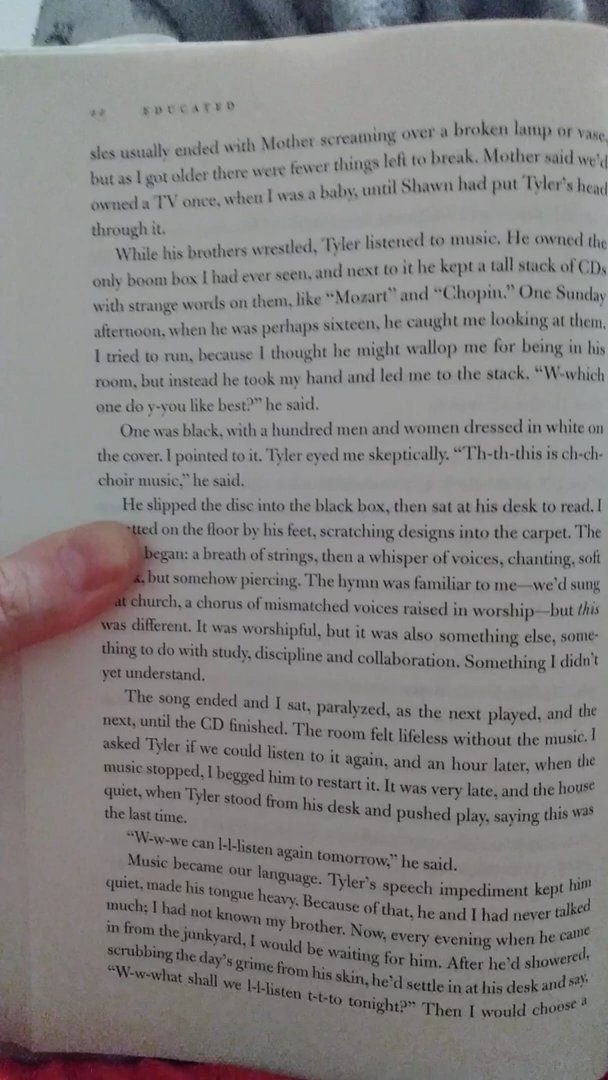 EDUCATED
sles usually ended with Mother screaming over a broken lamp or vase,
but as I got older there were fewer things left to break. Mother said we'd
owned a TV once, when I was a baby, until Shawn had put Tyler's head
through it.
While his brothers wrestled, Tyler listened to music. He owned the
only boom box I had ever seen, and next to it he kept a tall stack of CDs
with strange words on them, like “Mozart” and “Chopin.” One Sunday
afternoon, when he was perhaps sixteen, he caught me looking at them.
I tried to run, because I thought he might wallop me for being in his
room, but instead he took my hand and led me to the stack. “W-which
one do y-you like best?” he said.
One was black, with a hundred men and women dressed in white on
the cover. I pointed to it. Tyler eyed me skeptically. “Th-th-this is ch-ch-
choir music,” he said.
He slipped the disc into the black box, then sat at his desk to read. I
tted on the floor by his feet, scratching designs into the carpet. The
began: a breath of strings, then a whisper of voices, chanting, soft
, but somehow piercing. The hymn was familiar to me—we'd sung
at church, a chorus of mismatched voices raised in worship—but this
was different. It was worshipful, but it was also something else, some-
thing to do with study, discipline and collaboration. Something I didn't
yet understand.
The song ended and I sat, paralyzed, as the next played, and the
next, until the CD finished. The room felt lifeless without the music. I
asked Tyler if we could listen to it again, and an hour later, when the
music stopped, I begged him to restart it. It was very late, and the house
quiet, when Tyler stood from his desk and pushed play, saying this was
the last time.
“W-w-we can l-l-listen again tomorrow,” he said.
Music became our language. Tyler's speech impediment kept him
quiet, made his tongue heavy. Because of that, he and I had never talked
much; I had not known my brother. Now, every evening when he came
in from the junkyard, I would be waiting for him. After he'd showered,
scrubbing the day's grime from his skin, he'd settle in at his desk and say,
“W-w-what shall we l-l-listen t-t-to tonight?” Then I would choose a